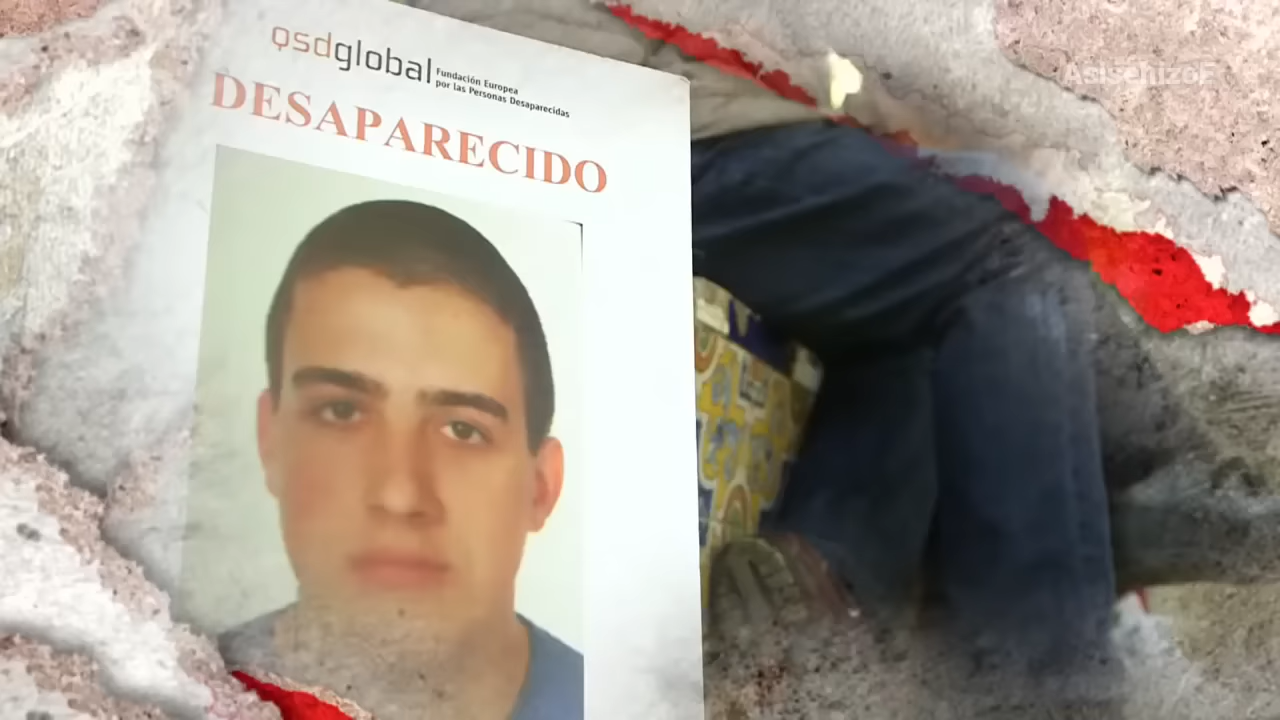 qsdglobal
Fundación Europea
por las Personas Desaparecidas
DESAPARECIDO